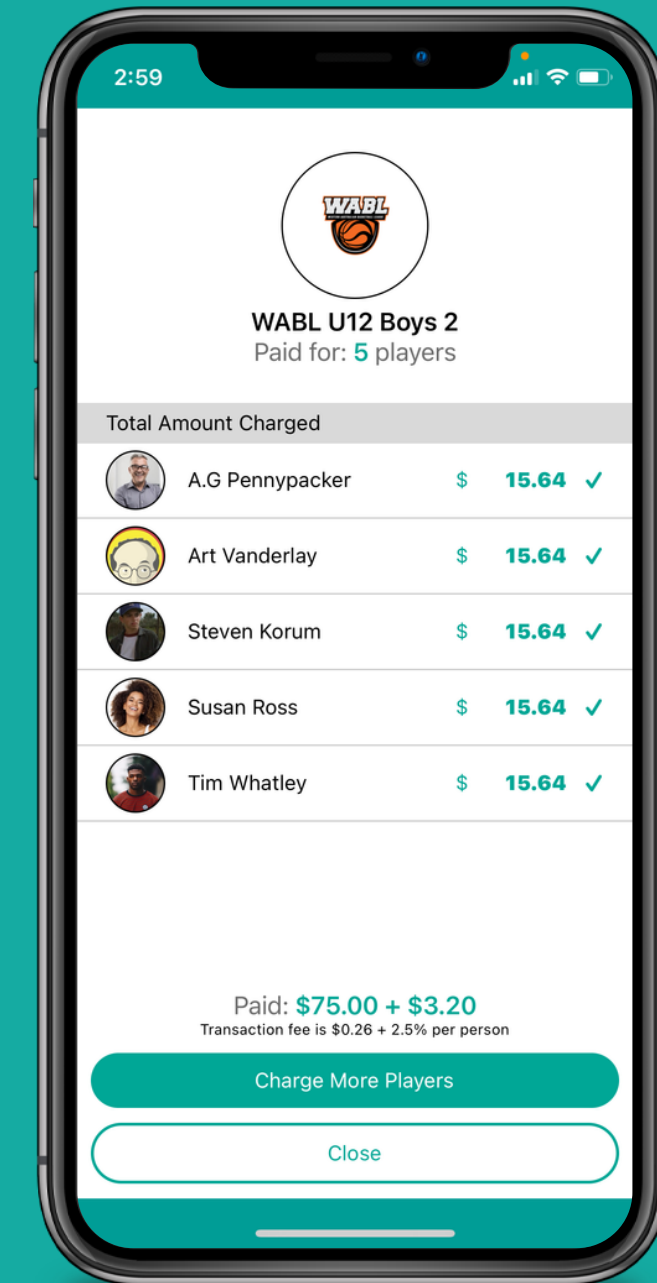 2:59
WABL
WABL U12 Boys 2
Paid for: 5 players
Total Amount Charged
A.G Pennypacker $ 15.64 ✓
Art Vanderlay $ 15.64 ✓
Steven Korum $ 15.64 ✓
Susan Ross $ 15.64 ✓
Tim Whatley $ 15.64 ✓
Paid: $75.00 + $3.20
Transaction fee is $0.26 + 2.5% per person
Charge More Players
Close